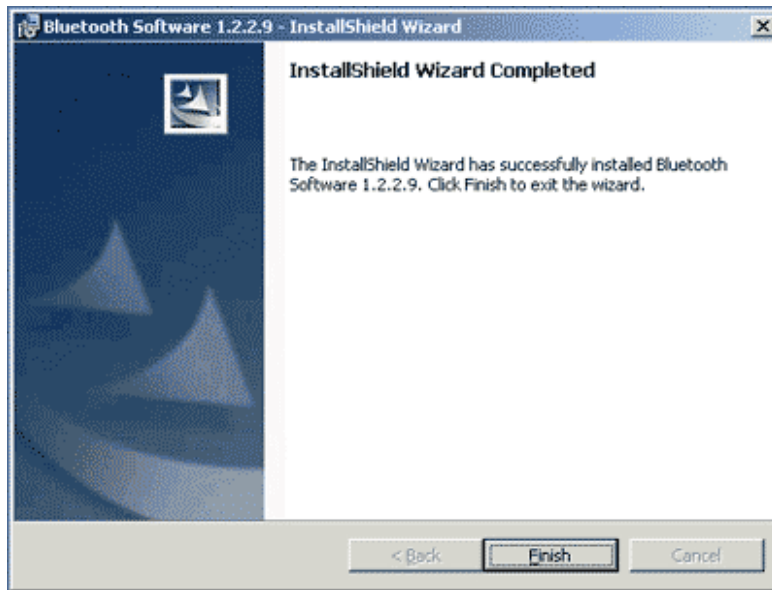 Bluetooth Software 1.2.2.9 - InstallShield Wizard
InstallShield Wizard Completed
The InstallShield Wizard has successfully installed Bluetooth
Software 1.2.2.9. Click Finish to exit the wizard.
< Back
Finish
Cancel